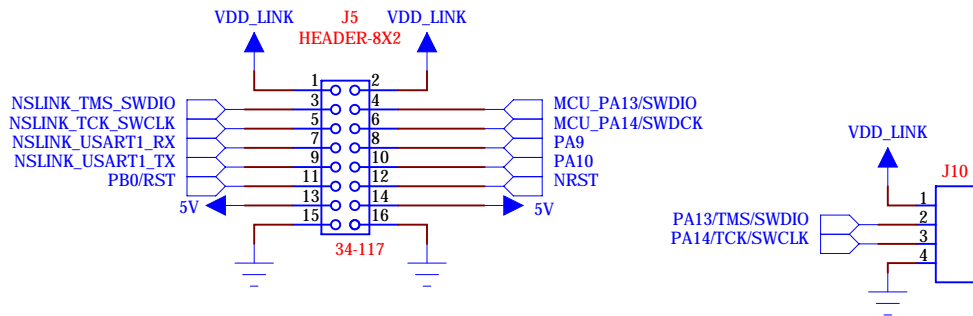 J5
VDD_LINK VDD_LINK
HEADER-8X2
1 2
NSLINK_TMS_SWDIO 3 4 MCU_PA13/SWDIO
NSLINK_TCK_SWCLK 5 6 MCU_PA14/SWDCK
NSLINK_USART1_RX 7 8 PA9
NSLINK_USART1_TX 9 10 PA10
PB0/RST 11 12 NRST
5V 13 14 5V
15 16
34-117
VDD_LINK
J10
1
PA13/TMS/SWDIO 2
PA14/TCK/SWCLK 3
4